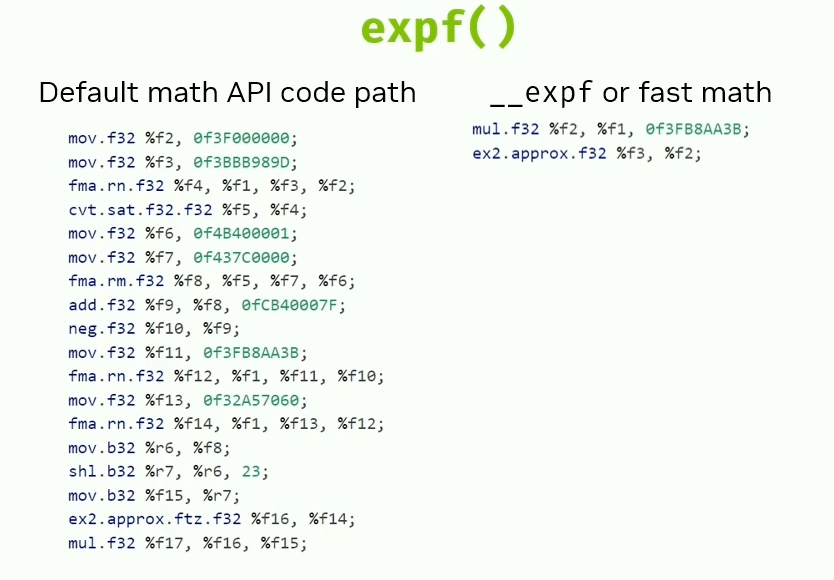 expf()
Default math API code path
mov.f32 %f2, 0f3F000000;
mov.f32 %f3, 0f3BBB989D;
fma.rn.f32 %f4, %f1, %f3, %f2;
cvt.sat.f32.f32 %f5, %f4;
mov.f32 %f6, 0f4B400001;
mov.f32 %f7, 0f437C0000;
fma.rm.f32 %f8, %f5, %f7, %f6;
add.f32 %f9, %f8, 0fCB40007F;
neg.f32 %f10, %f9;
mov.f32 %f11, 0f3FB8AA3B;
fma.rn.f32 %f12, %f1, %f11, %f10;
mov.f32 %f13, 0f32A57060;
fma.rn.f32 %f14, %f1, %f13, %f12;
mov.b32 %r6, %f8;
shl.b32 %r7, %r6, 23;
mov.b32 %f15, %r7;
ex2.approx.ftz.f32 %f16, %f14;
mul.f32 %f17, %f16, %f15;
__expf or fast math
mul.f32 %f2, %f1, 0f3FB8AA3B;
ex2.approx.f32 %f3, %f2;